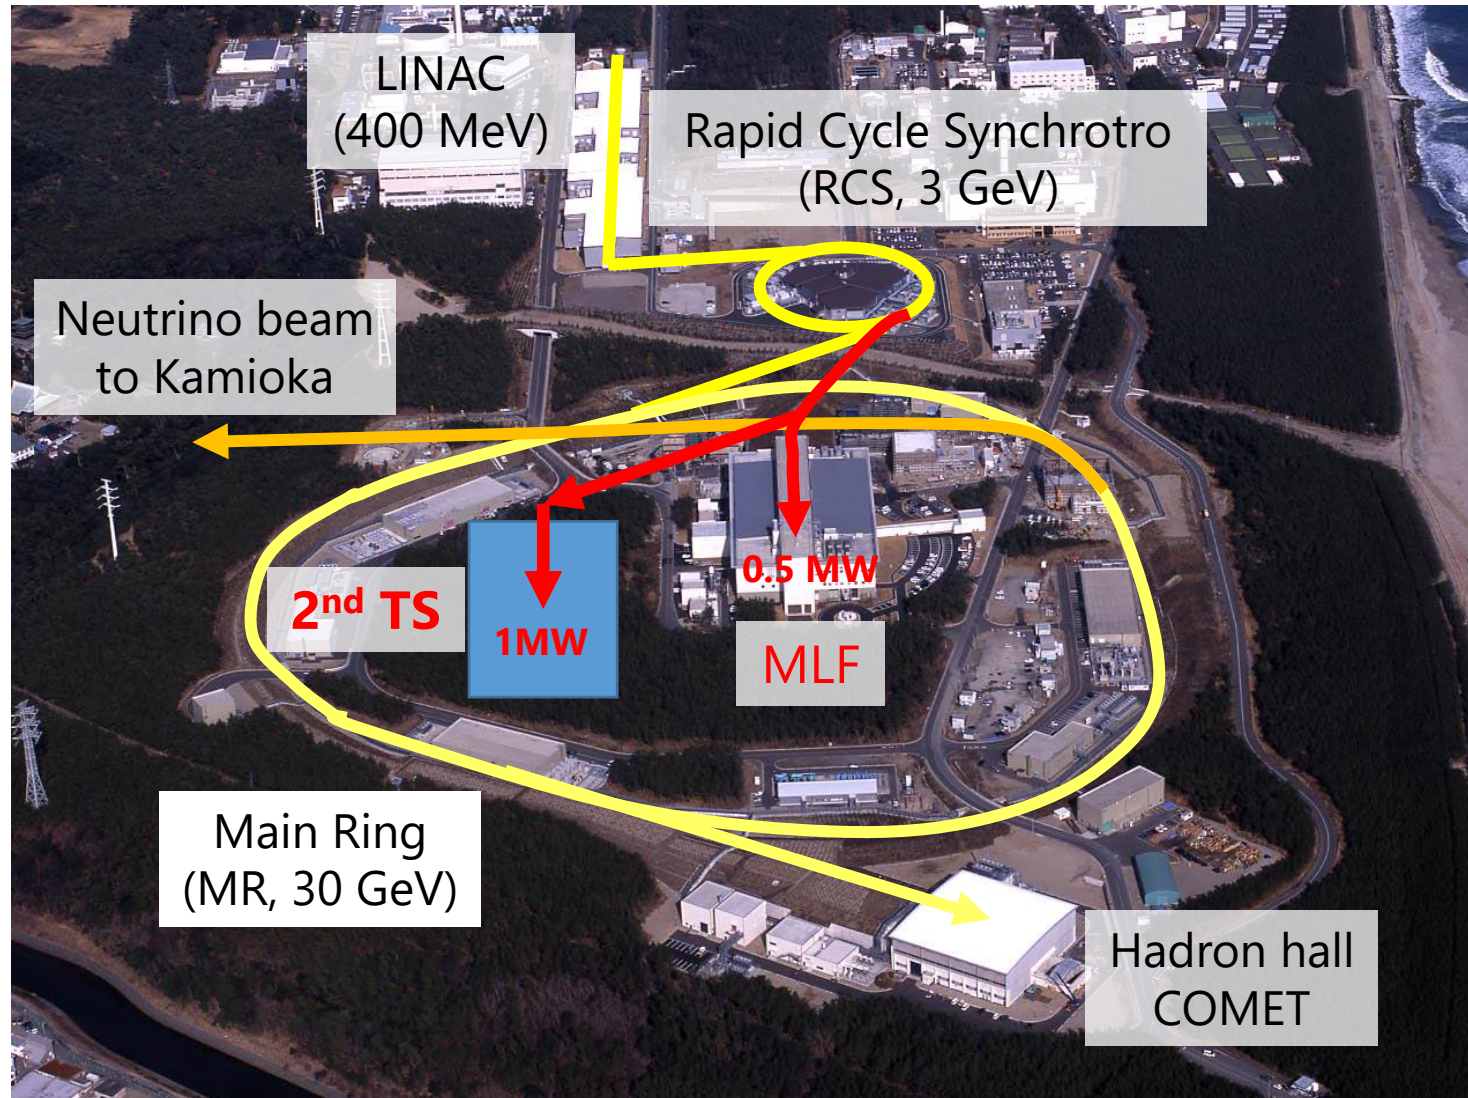 LINAC
(400 MeV)
Rapid Cycle Synchrotro
(RCS, 3 GeV)
Neutrino beam
to Kamioka
0.5 MW
2nd TS
1MW
MLF
Main Ring
(MR, 30 GeV)
Hadron hall
COMET